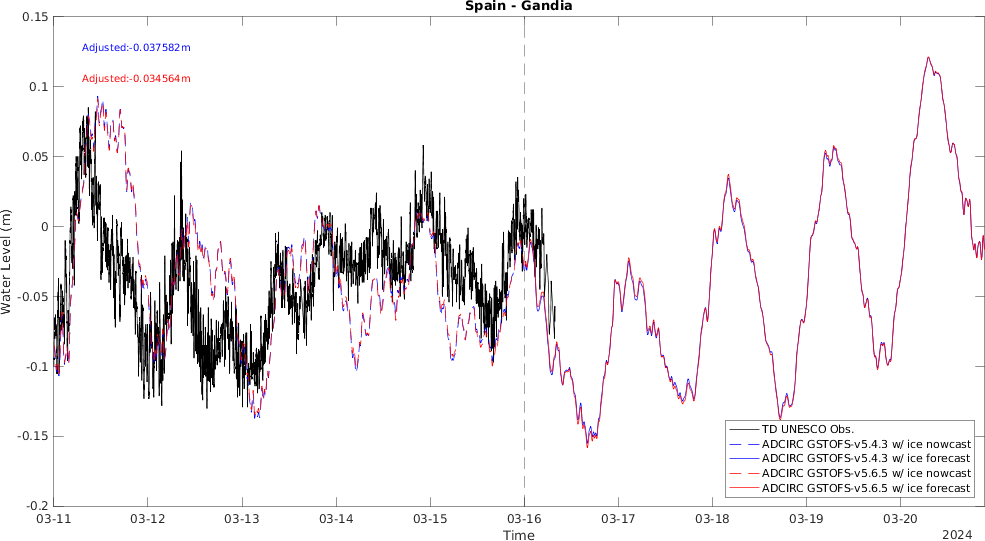 Spain - Gandia
Adjusted:-0.037582m
Adjusted:-0.034564m
Water Level (m)
0.15
0.1
0.05
0
-0.05
-0.1
-0.15
-0.2
TD UNESCO Obs.
ADCIRC GSTOFS-v5.4.3 w/ ice nowcast
ADCIRC GSTOFS-v5.4.3 w/ ice forecast
ADCIRC GSTOFS-v5.6.5 w/ ice nowcast
ADCIRC GSTOFS-v5.6.5 w/ ice forecast
03-11 03-12 03-13 03-14 03-15 03-16 03-17 03-18 03-19 03-20
Time
2024